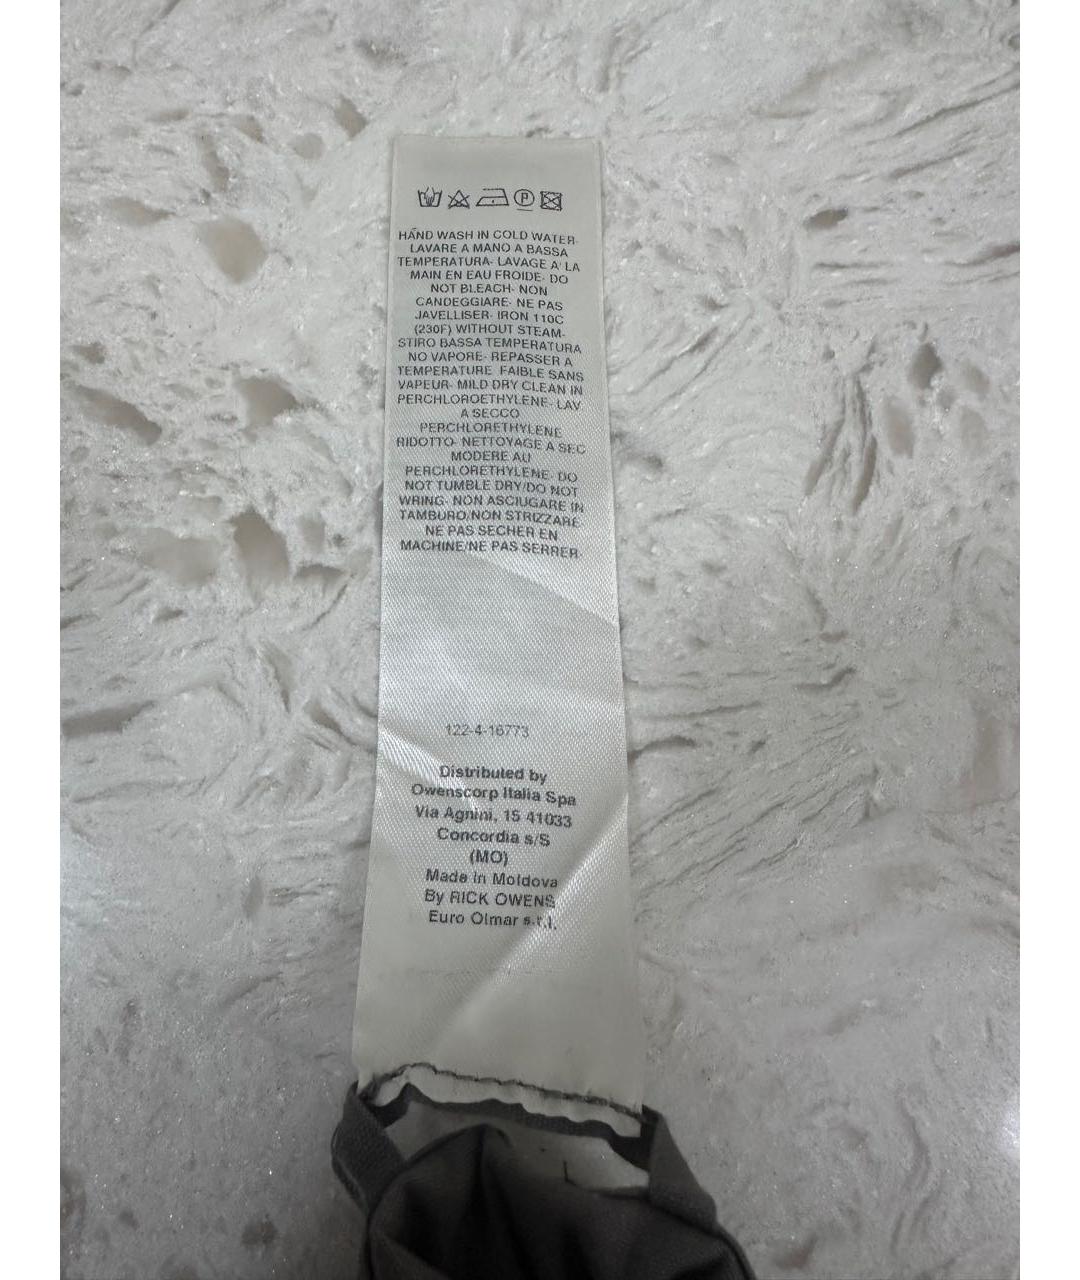 P
HAND WASH IN COLD WATER-
LAVARE A MANO A BASSA
TEMPERATURA- LAVAGE A' LA
MAIN EN EAU FROIDE- DO
NOT BLEACH- NON
CANDEGGIARE- NE PAS
JAVELLISER- IRON 110C
(230F) WITHOUT STEAM-
STIRO BASSA TEMPERATURA
NO VAPORE- REPASSER A
TEMPERATURE FAIBLE SANS
VAPEUR- MILD DRY CLEAN IN
PERCHLOROETHYLENE- LAV
A SECCO
PERCHLORETHYLENE
RIDOTTO- NETTOYAGE A SEC
MODERE AU
PERCHLORETHYLENE- DO
NOT TUMBLE DRY/DO NOT
WRING- NON ASCIUGARE IN
TAMBURO/NON STRIZZARE
NE PAS SECHER EN
MACHINE/NE PAS SERRER-
122-4-16773
Distributed by
Owenscorp Italia Spa
Via Agnini, 15 41033
Concordia s/S
(MO)
Made in Moldova
By RICK OWENS
Euro Olmar s.r.l.
L